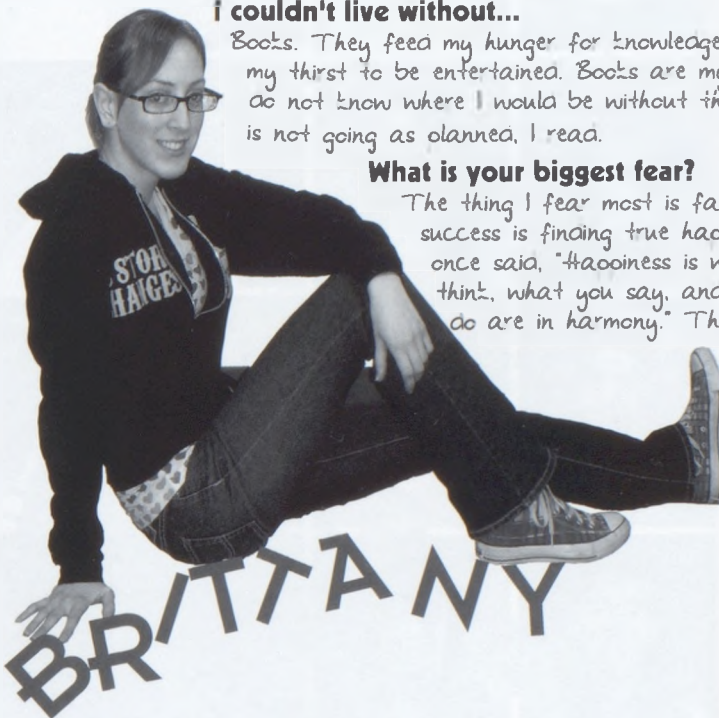 i couldn't live without...
Books. They feed my hunger for knowledge
my thirst to be entertained. Books are
do not know where I would be without
is not going as planned, I read.
What is your biggest fear?
The thing I fear most is
success is finding true
once said, "Happiness is
think, what you say, and
do are in harmony."
STOR
HANGE
BRITTANY